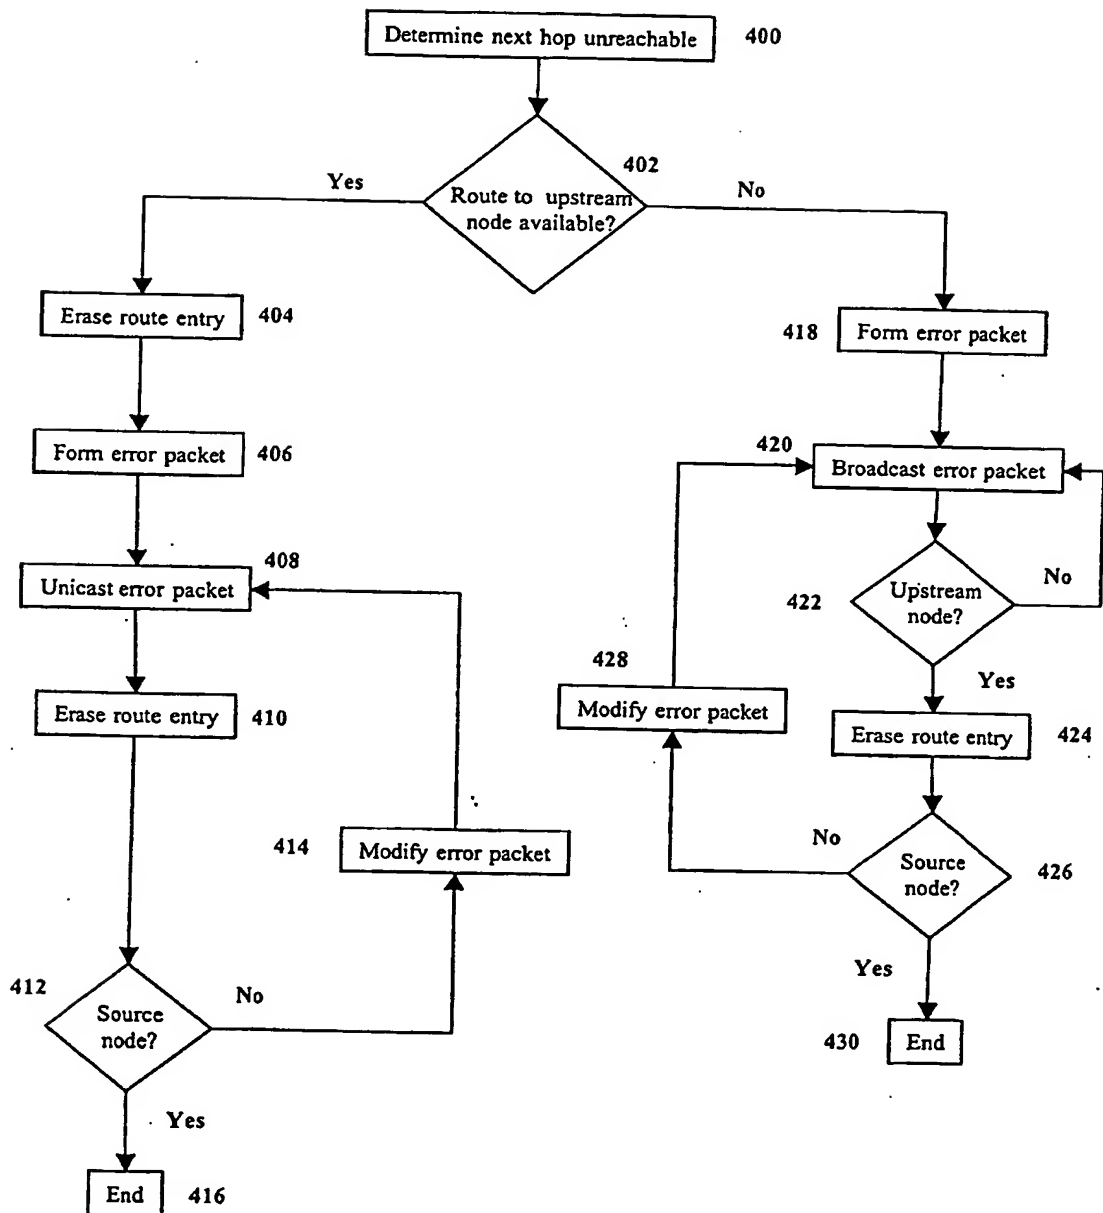 Determine next hop unreachable 400
402
Yes
Route to upstream
node available?
No
Erase route entry 404
418 Form error packet
Form error packet 406
420
Broadcast error packet
408
Unicast error packet
422
Upstream
node?
No
428
Yes
Erase route entry 410
Modify error packet
Erase route entry 424
414 Modify error packet
No
Source
node?
426
412
Source
node?
No
Yes
430 End
Yes
End 416